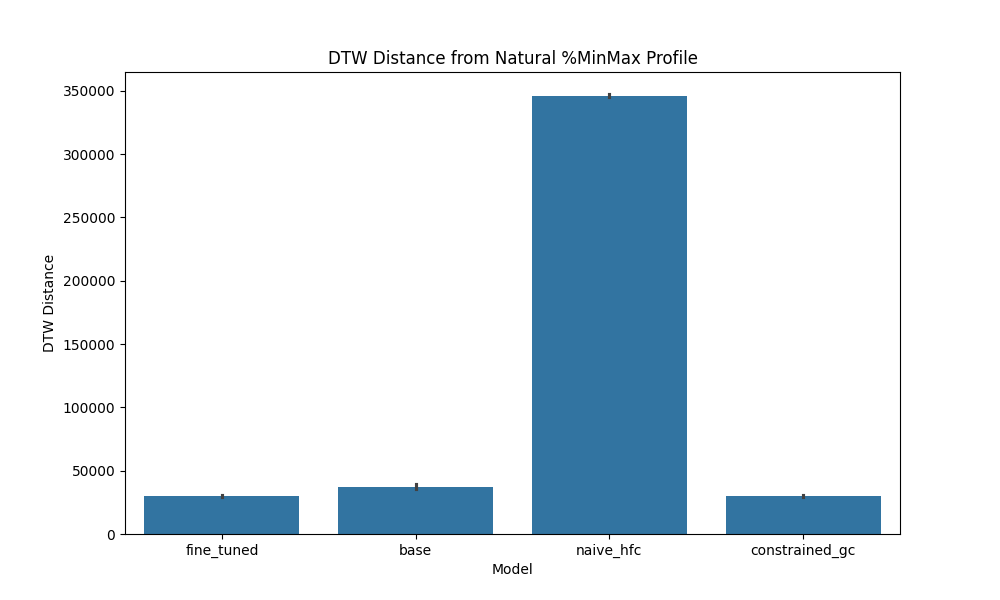 DTW Distance from Natural %MinMax Profile
DTW Distance
350000
300000
250000
200000
150000
100000
50000
0
fine_tuned base naive_hfc constrained_gc
Model